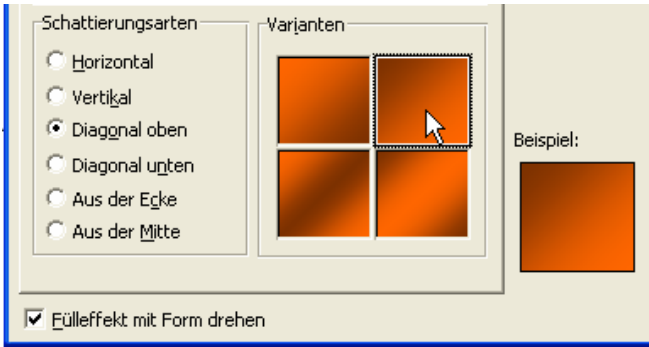 Schattierungsarten
Horizontal
Vertikal
Diagonal oben
Diagonal unten
Aus der Ecke
Aus der Mitte
Varianten
Beispiel:
Fülleffekt mit Form drehen